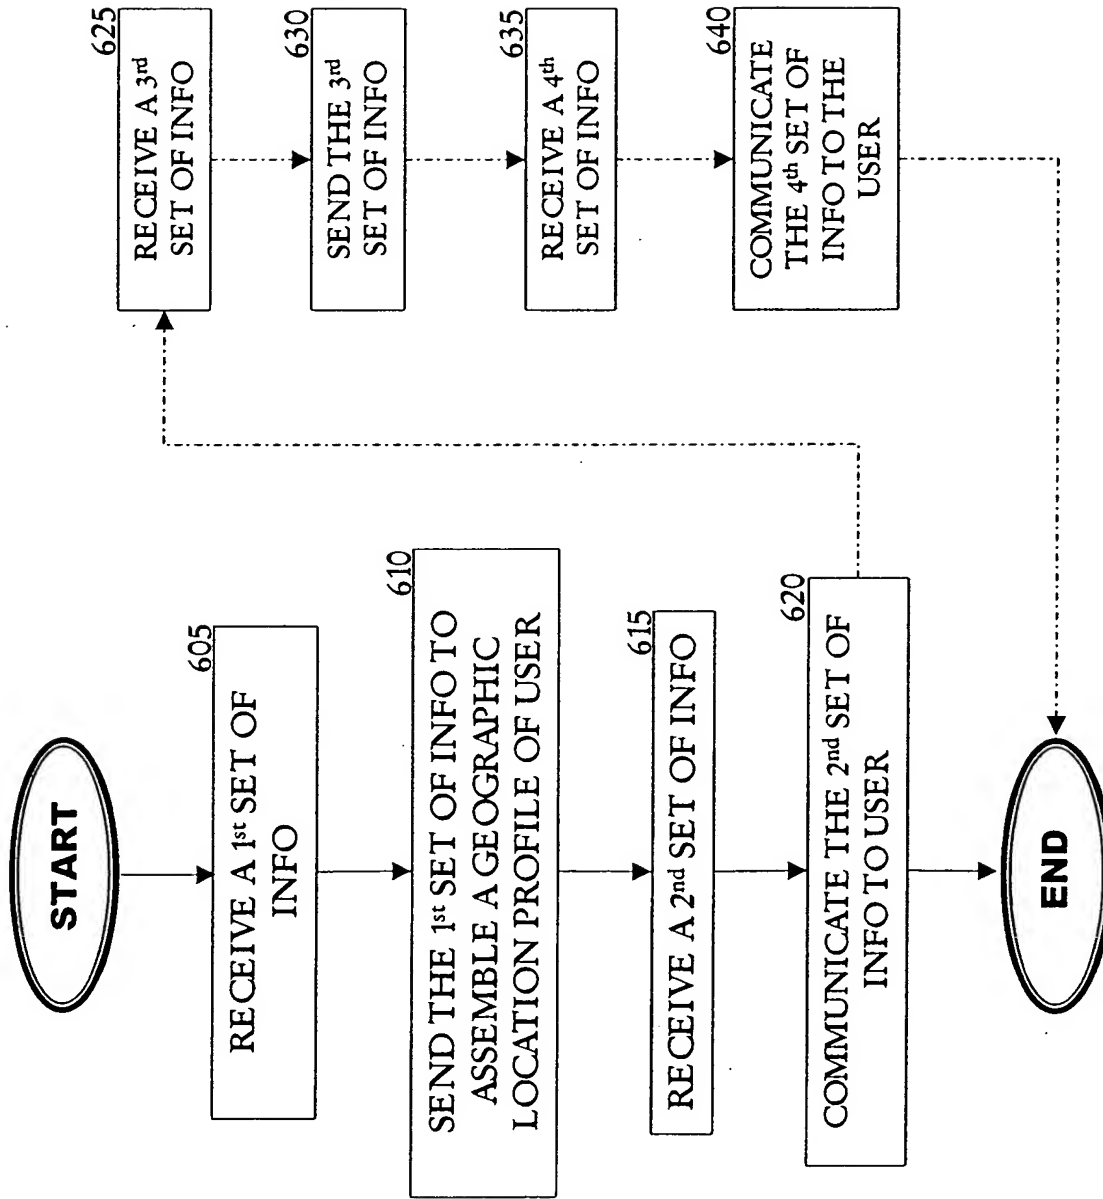 START
605
RECEIVE A 1st SET OF
INFO
610
SEND THE 1st SET OF INFO TO
ASSEMBLE A GEOGRAPHIC
LOCATION PROFILE OF USER
615
RECEIVE A 2nd SET OF INFO
620
COMMUNICATE THE 2nd SET OF
INFO TO USER
END
625
RECEIVE A 3rd
SET OF INFO
630
SEND THE 3rd
SET OF INFO
635
RECEIVE A 4th
SET OF INFO
640
COMMUNICATE
THE 4th SET OF
INFO TO THE
USER